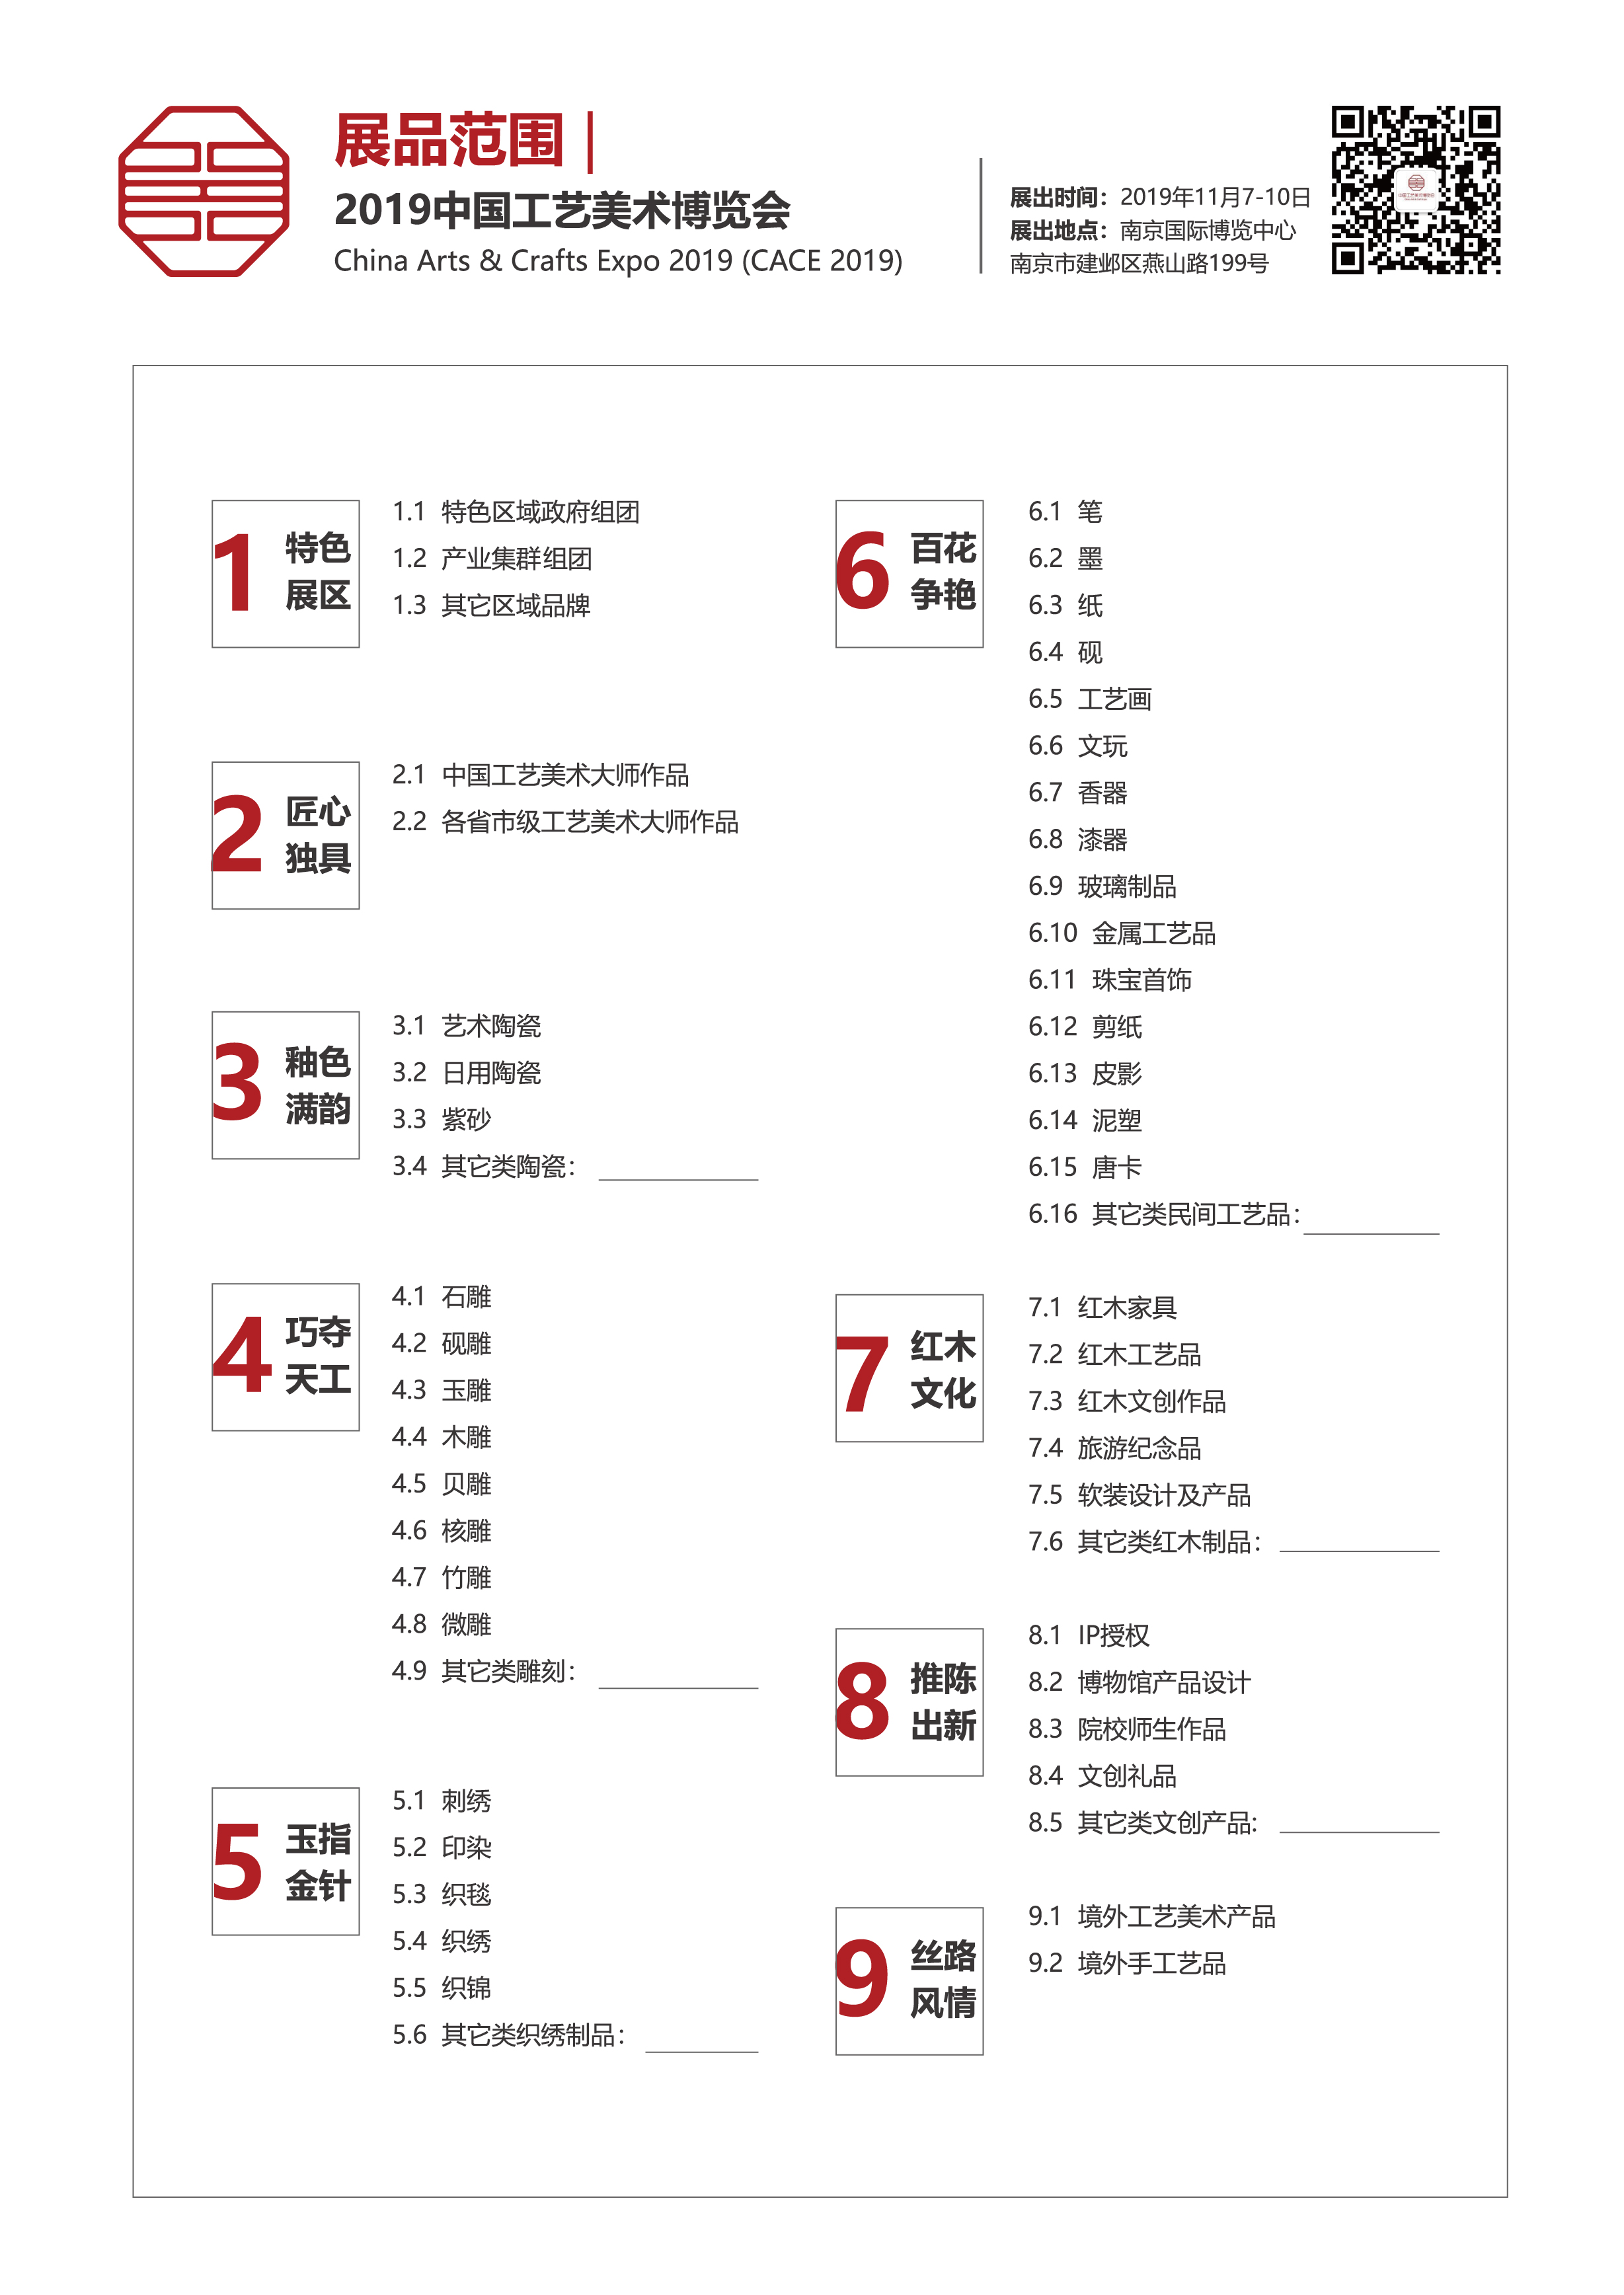 展品范围
2019中国工艺美术博览会
China Arts & Crafts Expo 2019 (CACE 2019)
展出时间：2019年11月7-10日
展出地点：南京国际博览中心
南京市建邺区燕山路199号
1 特色
展区
1.1 特色区域政府组团
1.2 产业集群组团
1.3 其它区域品牌
2 匠心
独具
2.1 中国工艺美术大师作品
2.2 各省市级工艺美术大师作品
3 釉色
满韵
3.1 艺术陶瓷
3.2 日用陶瓷
3.3 紫砂
3.4 其它类陶瓷：
4 巧夺
天工
4.1 石雕
4.2 砚雕
4.3 玉雕
4.4 木雕
4.5 贝雕
4.6 核雕
4.7 竹雕
4.8 微雕
4.9 其它类雕刻：
5 玉指
金针
5.1 刺绣
5.2 印染
5.3 织毯
5.4 织绣
5.5 织锦
5.6 其它类织绣制品：
6 百花
争艳
6.1 笔
6.2 墨
6.3 纸
6.4 砚
6.5 工艺画
6.6 文玩
6.7 香器
6.8 漆器
6.9 玻璃制品
6.10 金属工艺品
6.11 珠宝首饰
6.12 剪纸
6.13 皮影
6.14 泥塑
6.15 唐卡
6.16 其它类民间工艺品：
7 红木
文化
7.1 红木家具
7.2 红木工艺品
7.3 红木文创作品
7.4 旅游纪念品
7.5 软装设计及产品
7.6 其它类红木制品：
8 推陈
出新
8.1 IP授权
8.2 博物馆产品设计
8.3 院校师生作品
8.4 文创礼品
8.5 其它类文创产品:
9 丝路
风情
9.1 境外工艺美术产品
9.2 境外手工艺品